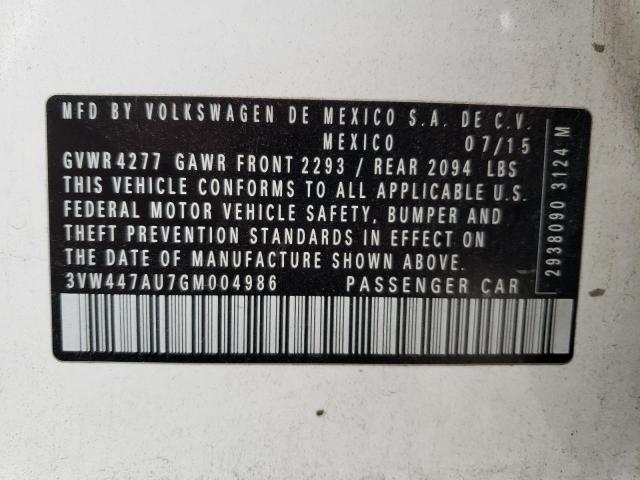 MFD BY VOLKSWAGEN DE MEXICO S.A. DE C.V.
MEXICO 07/15
GVWR 4277 GAWR FRONT 2293 / REAR 2094 LBS
THIS VEHICLE CONFORMS TO ALL APPLICABLE U.S.
FEDERAL MOTOR VEHICLE SAFETY, BUMPER AND
THEFT PREVENTION STANDARDS IN EFFECT ON
THE DATE OF MANUFACTURE SHOWN ABOVE.
3VW447AU7GM004986 PASSENGER CAR
2938090 3124 M